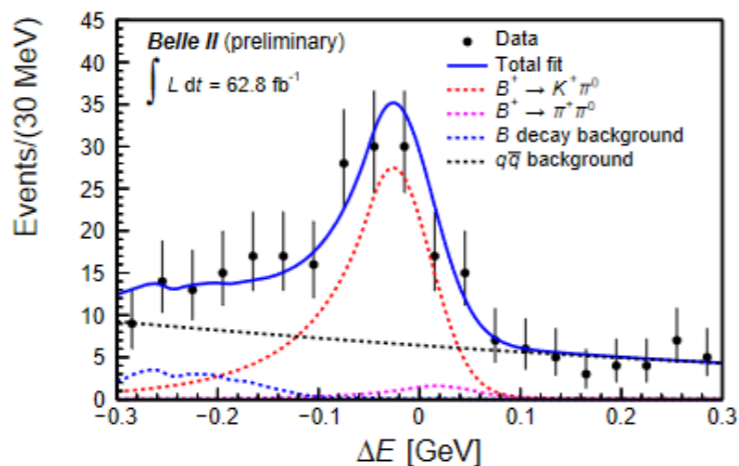 Belle II (preliminary)
∫ L dt = 62.8 fb⁻¹
Data
Total fit
B⁺ → K⁺π⁰
B⁺ → π⁺π⁰
B decay background
qq̅ background
Events/(30 MeV)
45
40
35
30
25
20
15
10
5
0
−0.3 −0.2 −0.1 0 0.1 0.2 0.3
ΔE [GeV]